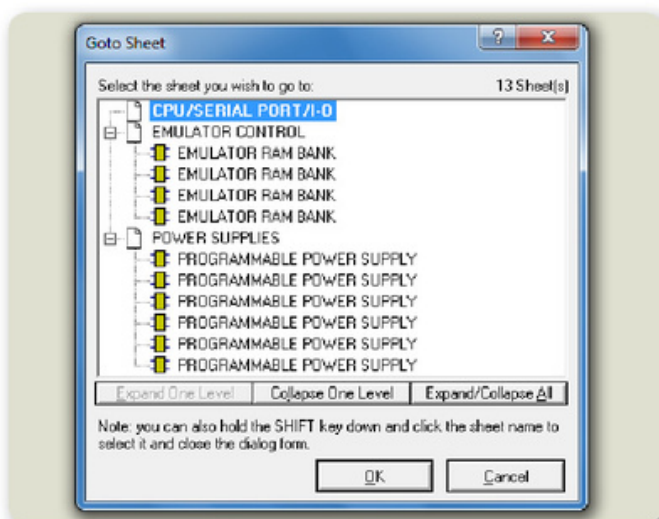 Goto Sheet
Select the sheet you wish to go to: 13 Sheet(s)
CPU/SERIAL PORT/I-O
EMULATOR CONTROL
EMULATOR RAM BANK
EMULATOR RAM BANK
EMULATOR RAM BANK
EMULATOR RAM BANK
POWER SUPPLIES
PROGRAMMABLE POWER SUPPLY
PROGRAMMABLE POWER SUPPLY
PROGRAMMABLE POWER SUPPLY
PROGRAMMABLE POWER SUPPLY
PROGRAMMABLE POWER SUPPLY
PROGRAMMABLE POWER SUPPLY
Expand One Level Collapse One Level Expand/Collapse All
Note: you can also hold the SHIFT key down and click the sheet name to
select it and close the dialog form.
OK Cancel